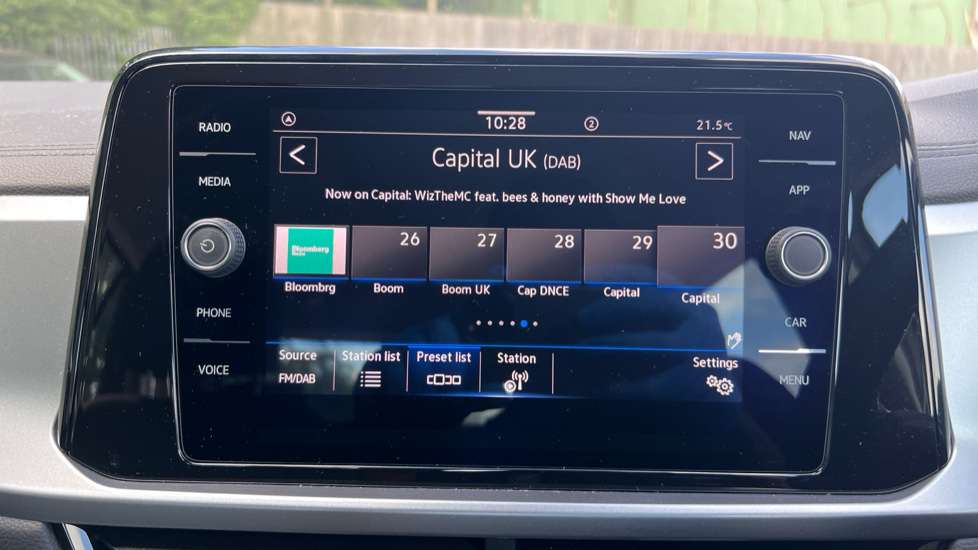 RADIO
MEDIA
PHONE
VOICE
10:28
2
21.5°C
< Capital UK (DAB) >
Now on Capital: WizTheMC feat. bees & honey with Show Me Love
Bloomberg
26 27 28 29 30
Bloombrg Boom Boom UK Cap DNCE Capital Capital
Source Station list Preset list Station Settings
FM/DAB
NAV
APP
CAR
MENU